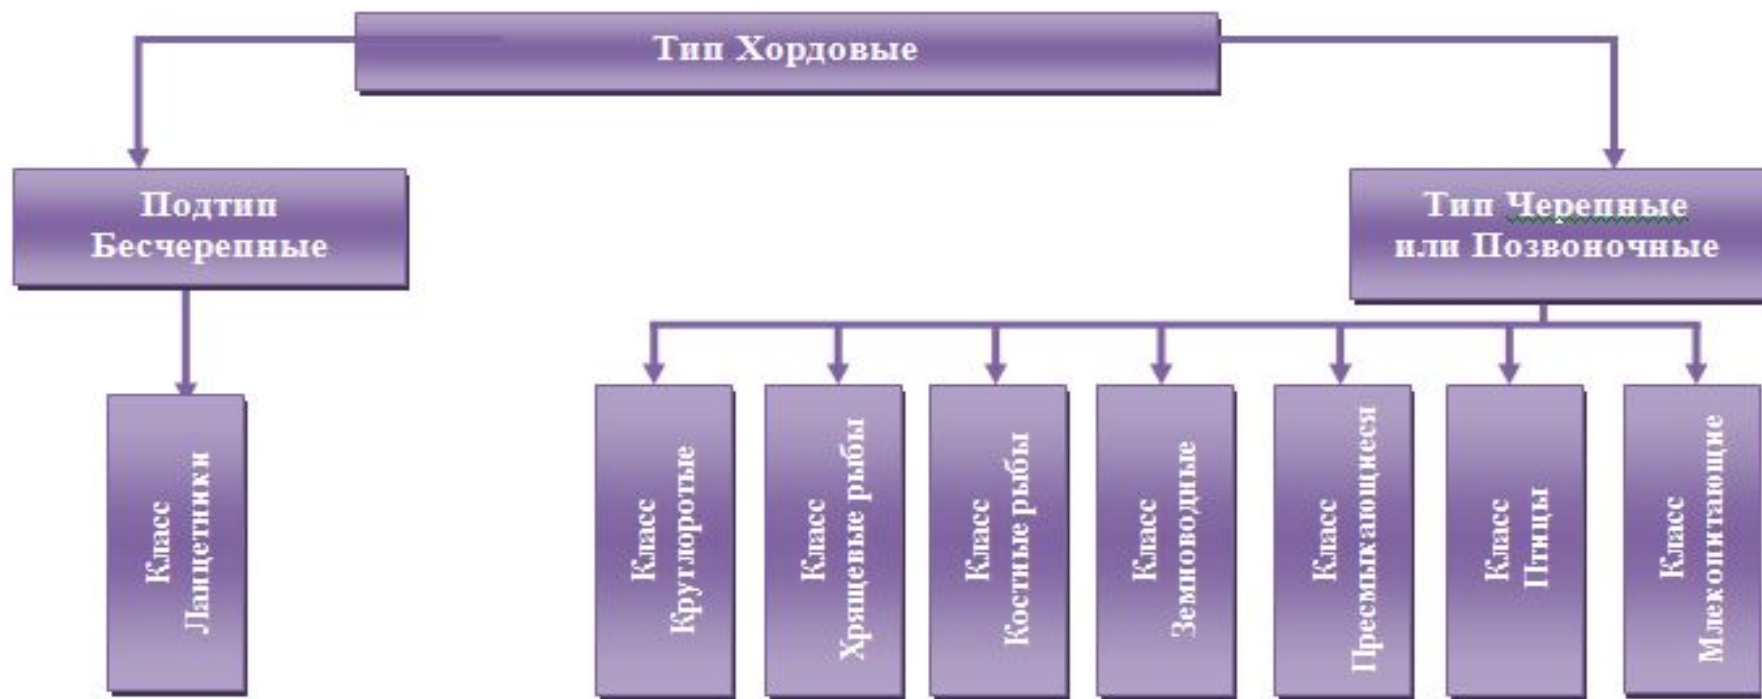 Тип Хордовые
Подтип
Бесчерепные
Тип Черепные
или Позвоночные
Класс
Ланцетники
Класс
Круглоротые
Класс
Хрящевые рыбы
Класс
Костные рыбы
Класс
Земноводные
Класс
Пресмыкающиеся
Класс
Птицы
Класс
Млекопитающие